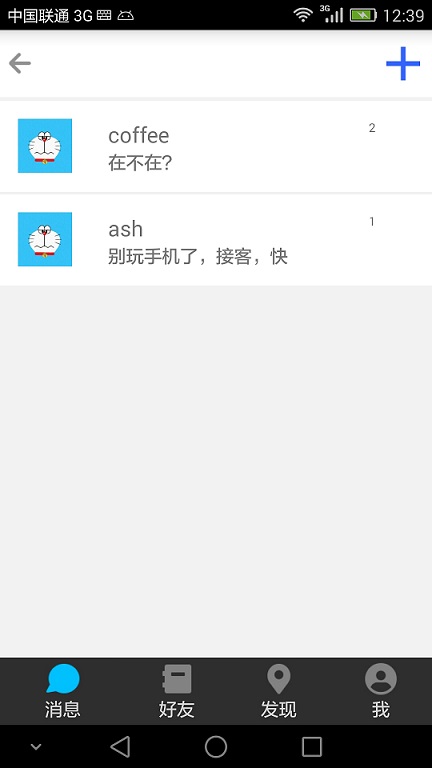 中国联通 3G 3G 12:39
coffee 2
在不在?
ash 1
别玩手机了，接客，快
消息 好友 发现 我